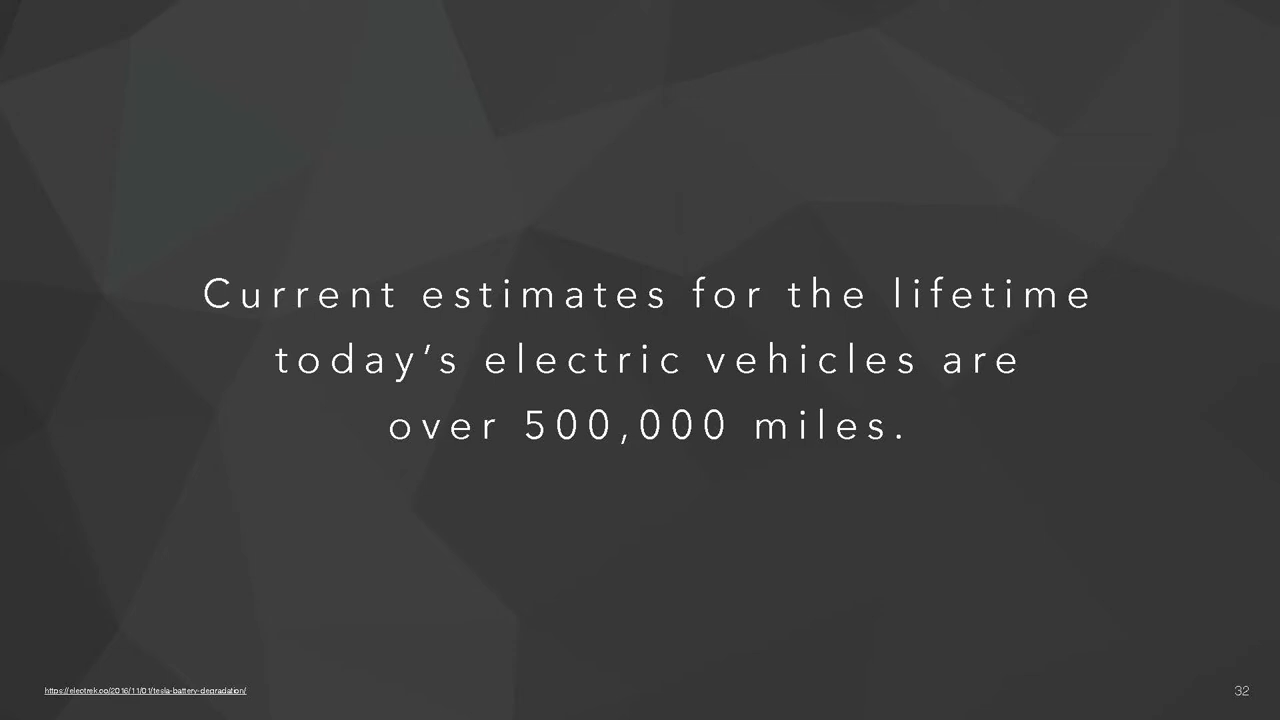 Current estimates for the lifetime
today’s electric vehicles are
over 500,000 miles.
https://electrek.co/2016/11/01/tesla-battery-degradation/
32